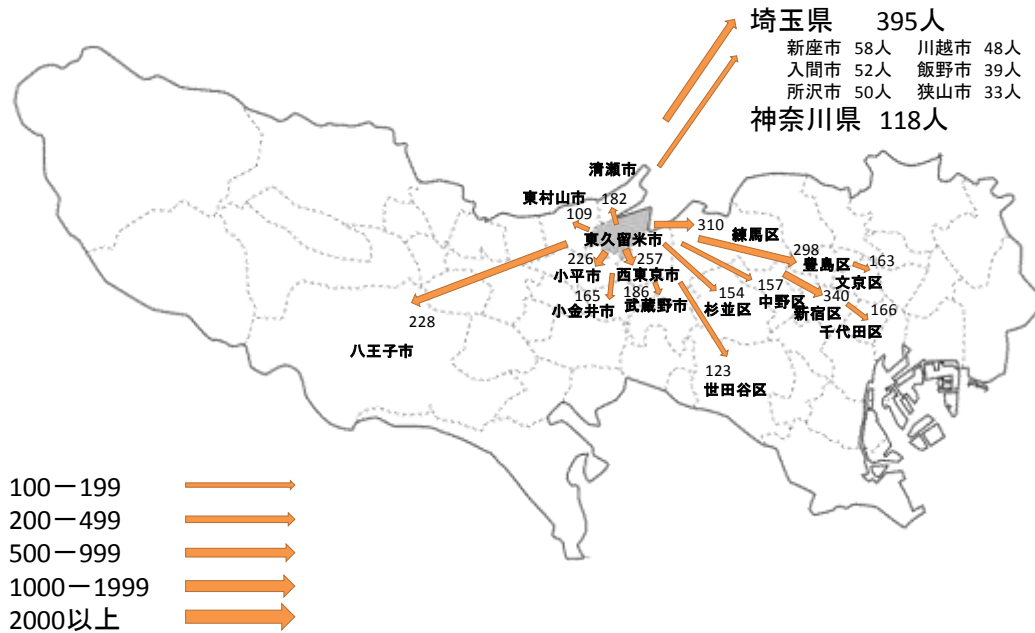 埼玉県 395人
新座市 58人 川越市 48人
入間市 52人 飯野市 39人
所沢市 50人 狭山市 33人
神奈川県 118人
清瀬市
182
東村山市
109
東久留米市
310
練馬区
226
小平市
257
西東京市
165
小金井市
186
武蔵野市
154
杉並区
157
中野区
298
豊島区
163
文京区
340
新宿区
166
千代田区
228
八王子市
123
世田谷区
100－199
200－499
500－999
1000－1999
2000以上